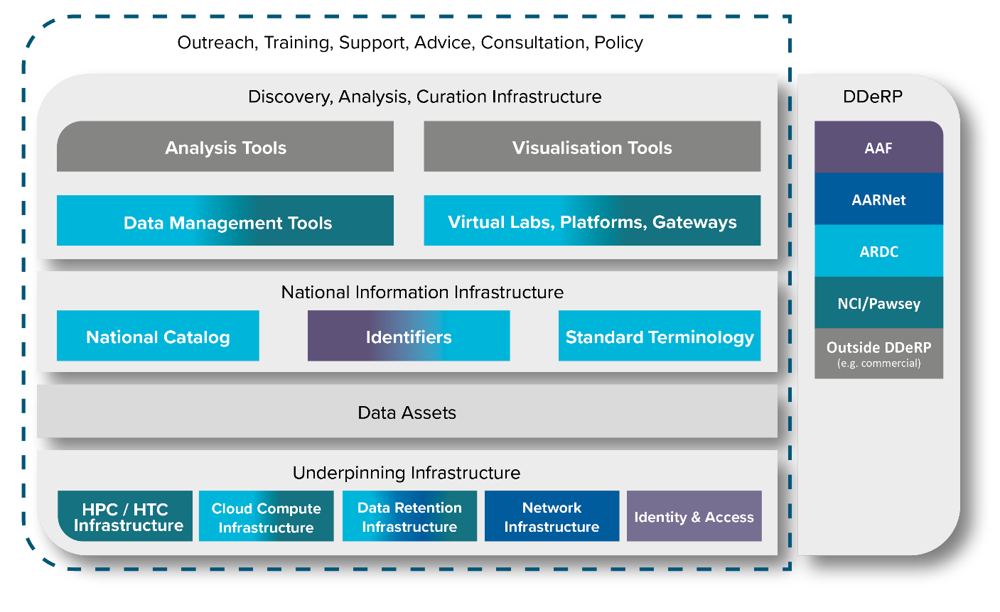 Outreach, Training, Support, Advice, Consultation, Policy
Discovery, Analysis, Curation Infrastructure
Analysis Tools
Visualisation Tools
Data Management Tools
Virtual Labs, Platforms, Gateways
National Information Infrastructure
National Catalog
Identifiers
Standard Terminology
Data Assets
Underpinning Infrastructure
HPC / HTC
Infrastructure
Cloud Compute
Infrastructure
Data Retention
Infrastructure
Network
Infrastructure
Identity & Access
DDeRP
AAF
AARNet
ARDC
NCI/Pawsey
Outside DDeRP
(e.g. commercial)